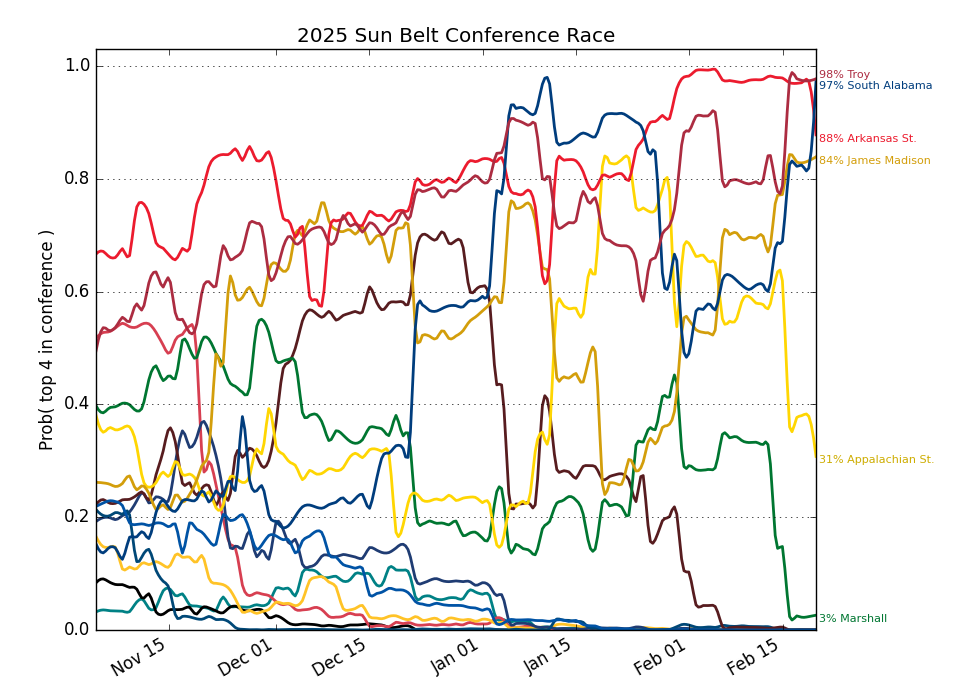 2025 Sun Belt Conference Race
Prob( top 4 in conference )
1.0
0.8
0.6
0.4
0.2
0.0
Nov 15
Dec 01
Dec 15
Jan 01
Jan 15
Feb 01
Feb 15
98% Troy
97% South Alabama
88% Arkansas St.
84% James Madison
31% Appalachian St.
3% Marshall